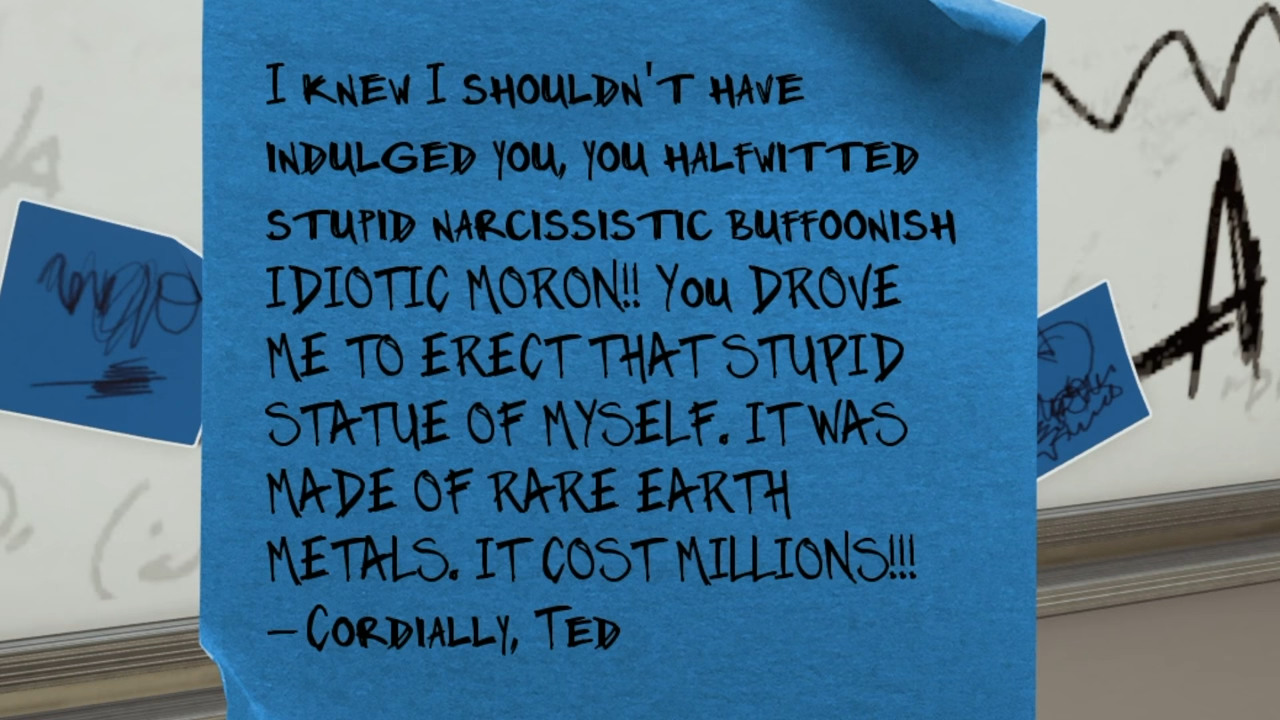 I KNEW I SHOULDN'T HAVE
INDULGED YOU, YOU HALFWITTED
STUPID NARCISSISTIC BUFFOONISH
IDIOTIC MORON!! YOU DROVE
ME TO ERECT THAT STUPID
STATUE OF MYSELF. IT WAS
MADE OF RARE EARTH
METALS. IT COST MILLIONS!!!
– CORDIALLY, TED
A